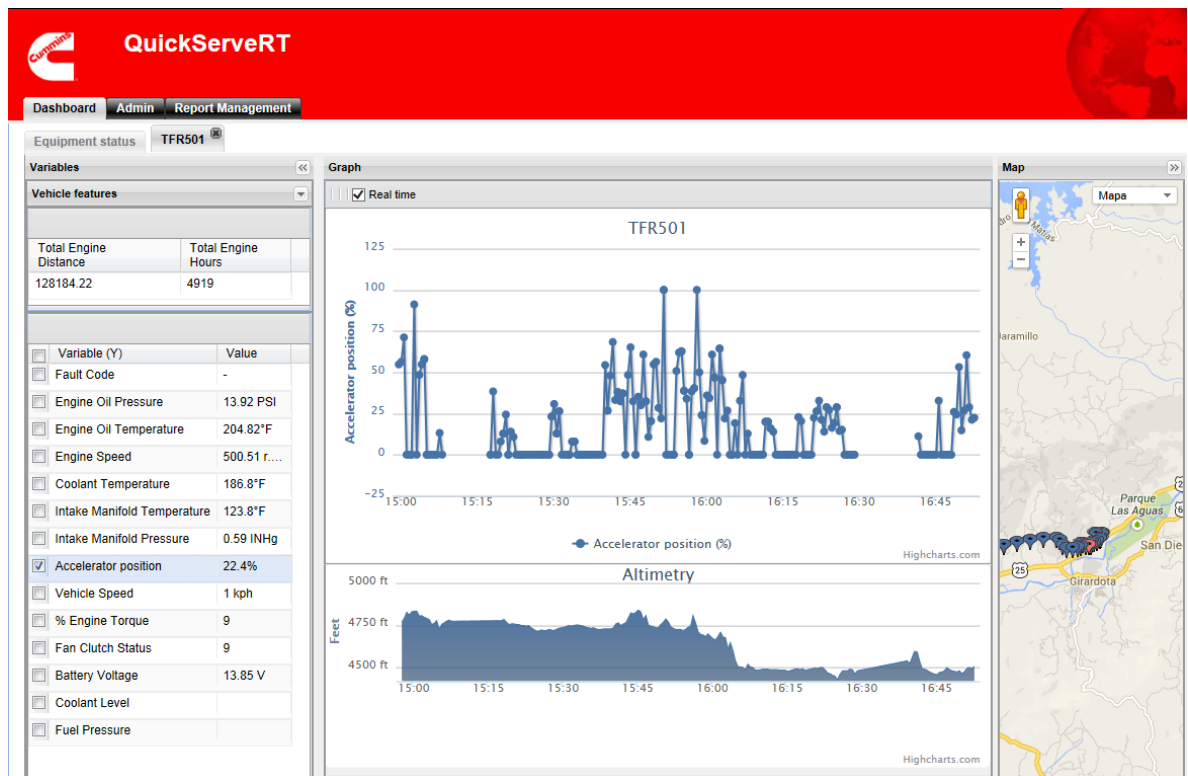 Cummins
QuickServeRT
Dashboard Admin Report Management
Equipment status TFR501
Variables
Vehicle features
Total Engine Distance Total Engine Hours
128184.22 4919
Variable (Y) Value
Fault Code -
Engine Oil Pressure 13.92 PSI
Engine Oil Temperature 204.82°F
Engine Speed 500.51 r....
Coolant Temperature 186.8°F
Intake Manifold Temperature 123.8°F
Intake Manifold Pressure 0.59 INHg
Accelerator position 22.4%
Vehicle Speed 1 kph
% Engine Torque 9
Fan Clutch Status 9
Battery Voltage 13.85 V
Coolant Level
Fuel Pressure
Graph
Real time
TFR501
Accelerator position (%)
125
100
75
50
25
0
-25
15:00 15:15 15:30 15:45 16:00 16:15 16:30 16:45
Accelerator position (%)
Highcharts.com
Altimetry
Feet
5000 ft
4750 ft
4500 ft
15:00 15:15 15:30 15:45 16:00 16:15 16:30 16:45
Highcharts.com
Map
Mapa
+
-
Matías
Jaramillo
Parque
Las Aguas
San Die
25
Girardota